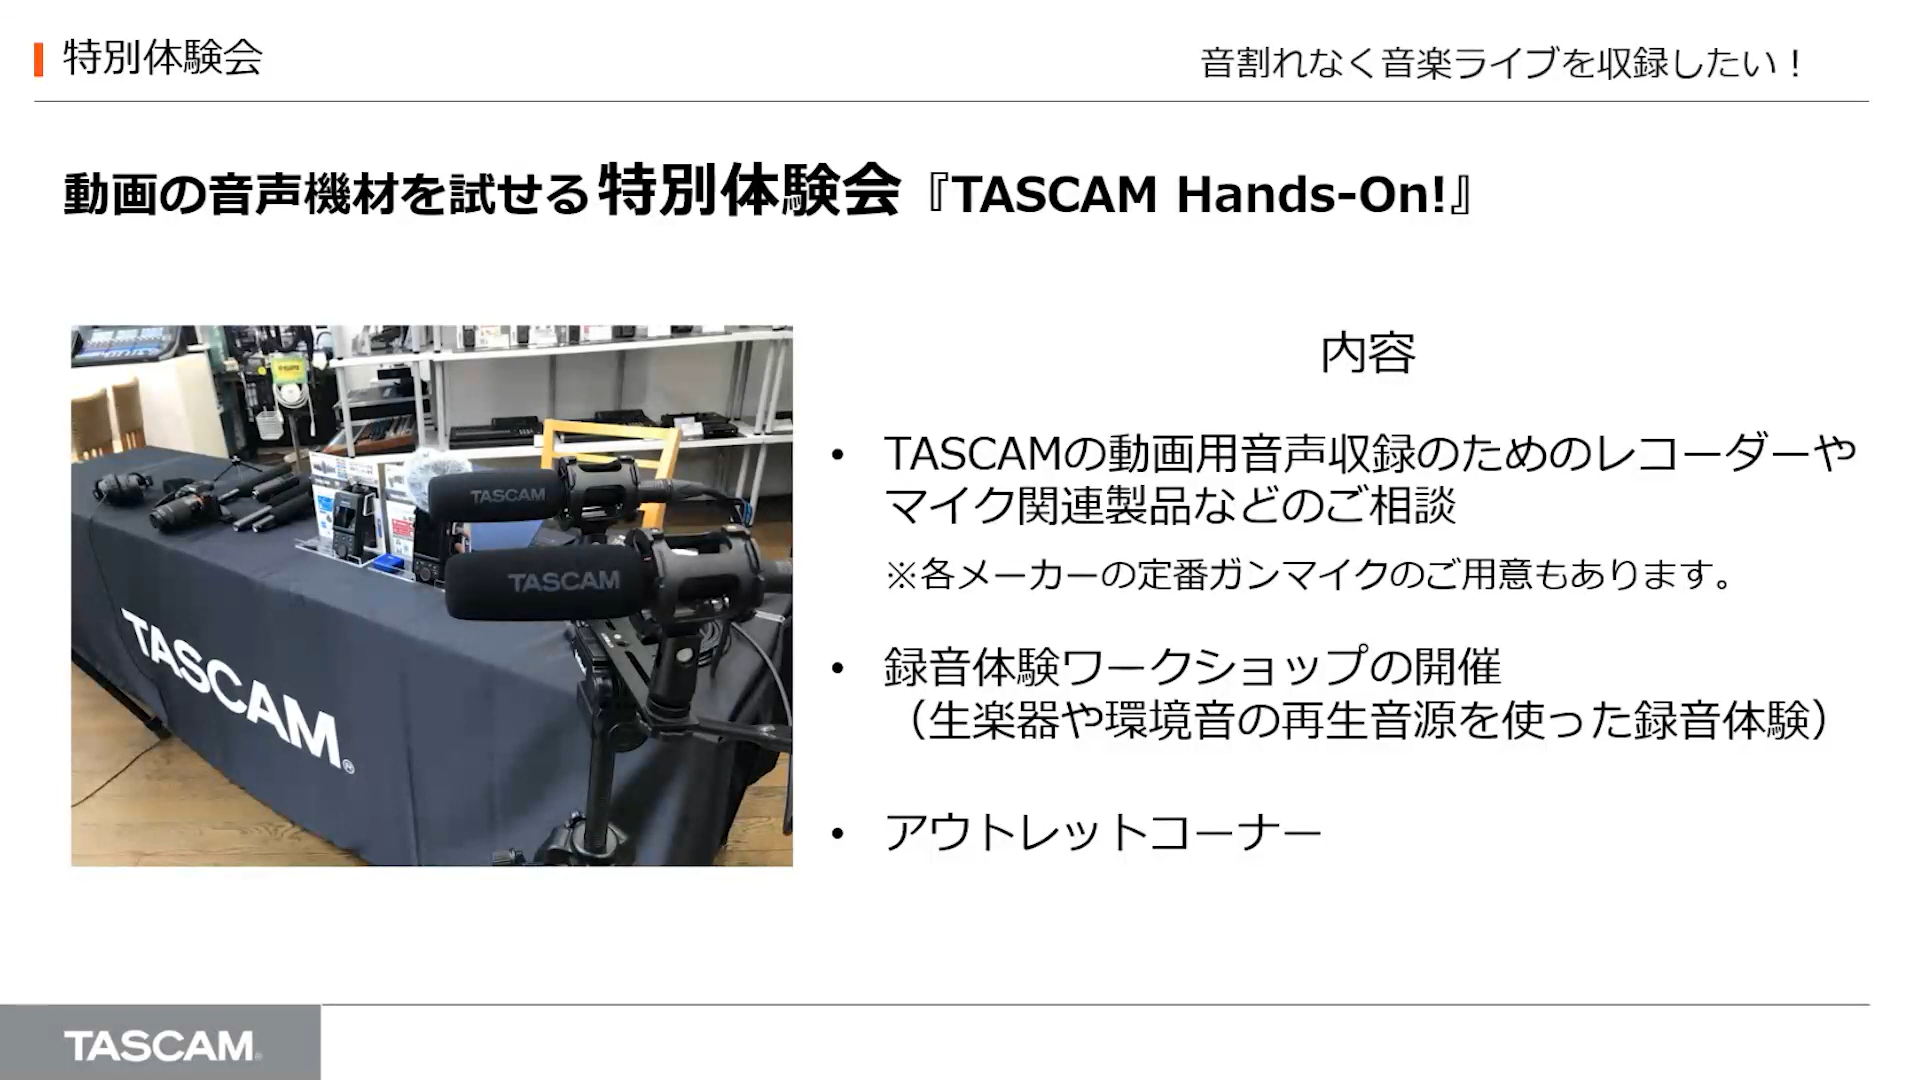 特別体験会
音割れなく音楽ライブを収録したい！
動画の音声機材を試せる特別体験会『TASCAM Hands-On!』
内容
• TASCAMの動画用音声収録のためのレコーダーや
マイク関連製品などのご相談
※各メーカーの定番ガンマイクのご用意もあります。
• 録音体験ワークショップの開催
（生楽器や環境音の再生音源を使った録音体験）
• アウトレットコーナー
TASCAM
TASCAM
TASCAM®
TASCAM®